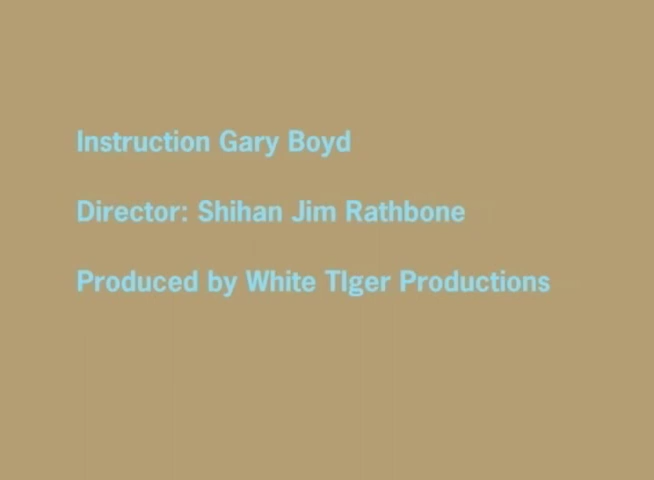 Instruction Gary Boyd
Director: Shihan Jim Rathbone
Produced by White TIger Productions